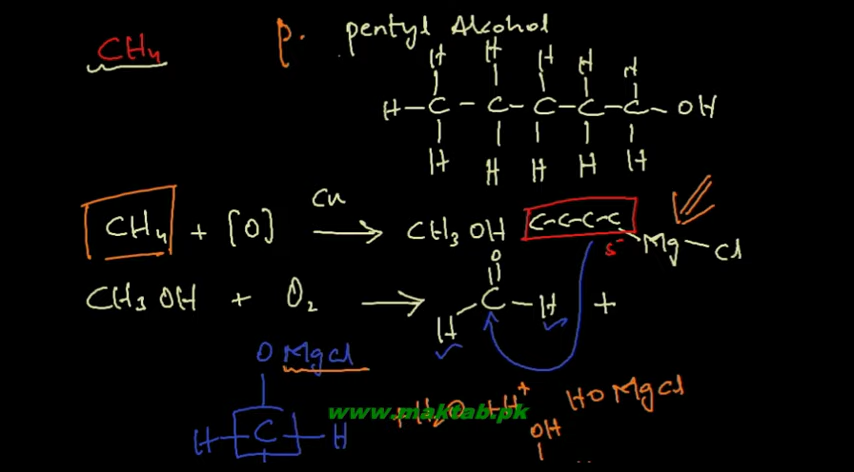 CH4 p. pentyl Alcohol
H H H H H
H–C–C–C–C–C–OH
H H H H H
CH4 + [O] Cu → CH3OH C–C–C–C δ- Mg–Cl
CH3OH + O2 → H–C–H +
O
O MgCl
H–C–H
+H2O +H+ HO MgCl
OH
www.maktab.pk